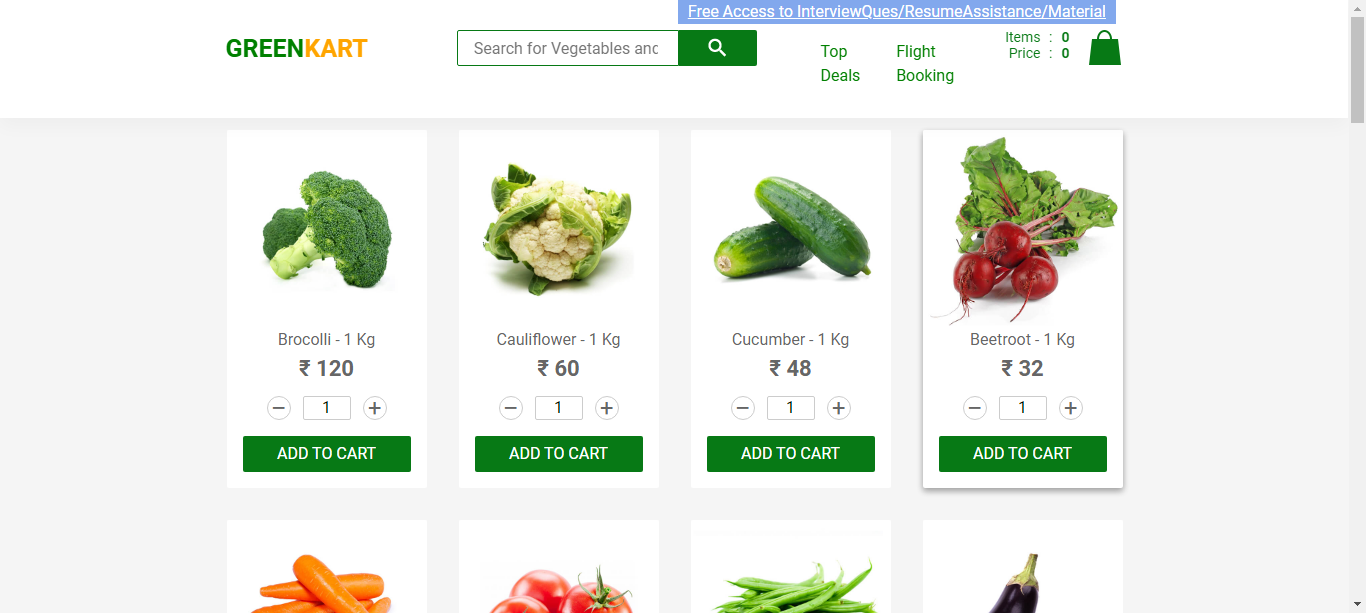 Free Access to InterviewQues/ResumeAssistance/Material
GREENKART
Search for Vegetables and
Top
Deals
Flight
Booking
Items : 0
Price : 0
Brocolli - 1 Kg
₹ 120
1
ADD TO CART
Cauliflower - 1 Kg
₹ 60
1
ADD TO CART
Cucumber - 1 Kg
₹ 48
1
ADD TO CART
Beetroot - 1 Kg
₹ 32
1
ADD TO CART